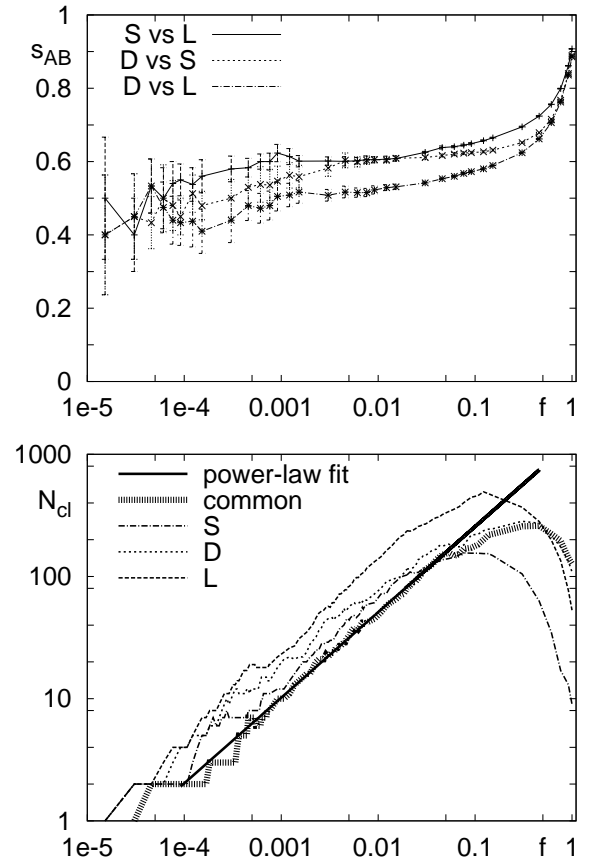 1
s_AB
S vs L
D vs S
D vs L
0.8
0.6
0.4
0.2
0
1e-5 1e-4 0.001 0.01 0.1 f 1
1000
N_cl
power-law fit
common
S
D
L
100
10
1
1e-5 1e-4 0.001 0.01 0.1 f 1